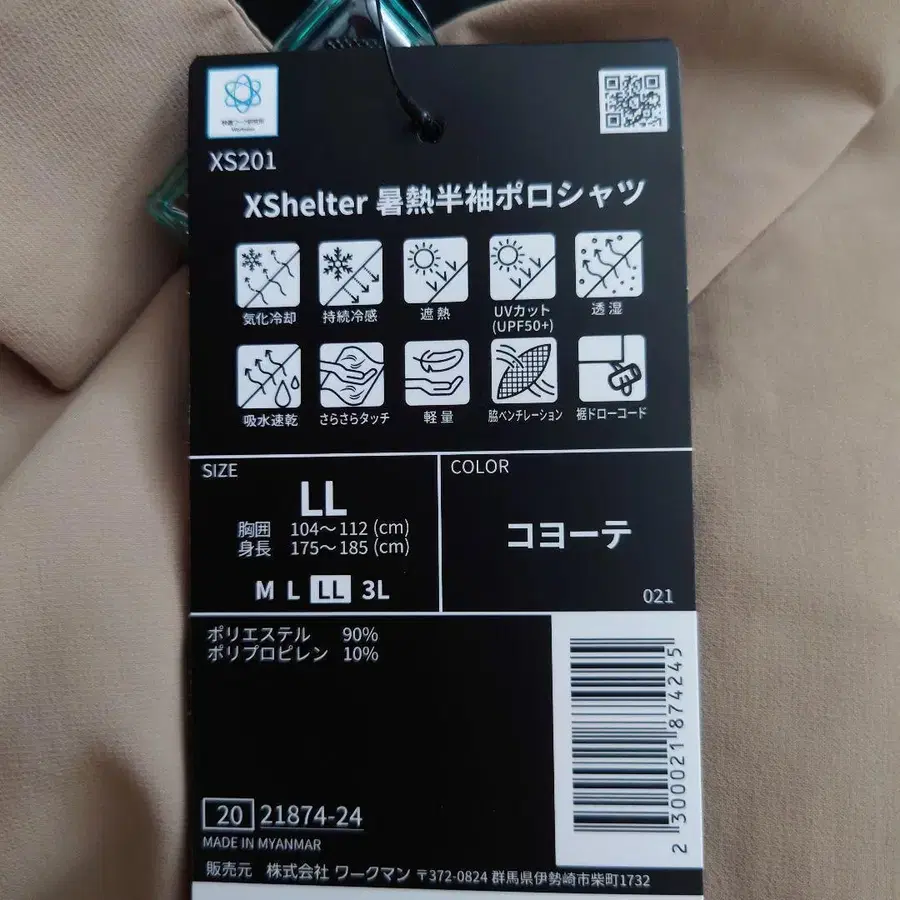 XS201
XShelter 暑熱半袖ポロシャツ
気化冷却 持続冷感 遮熱 UVカット (UPF50+) 透湿
吸水速乾 さらさらタッチ 軽量 脇ベンチレーション 裾ドローコード
SIZE
LL
胸囲 104～112 (cm)
身長 175～185 (cm)
M L LL 3L
COLOR
コヨーテ
021
ポリエステル 90%
ポリプロピレン 10%
2 300021 874245
20 21874-24
MADE IN MYANMAR
販売元 株式会社 ワークマン 〒372-0824 群馬県伊勢崎市柴町1732